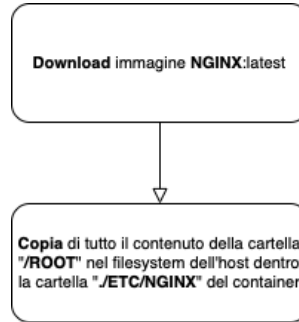 Download immagine NGINX:latest
Copia di tutto il contenuto della cartella
"/ROOT" nel filesystem dell'host dentro
la cartella "./ETC/NGINX" del container